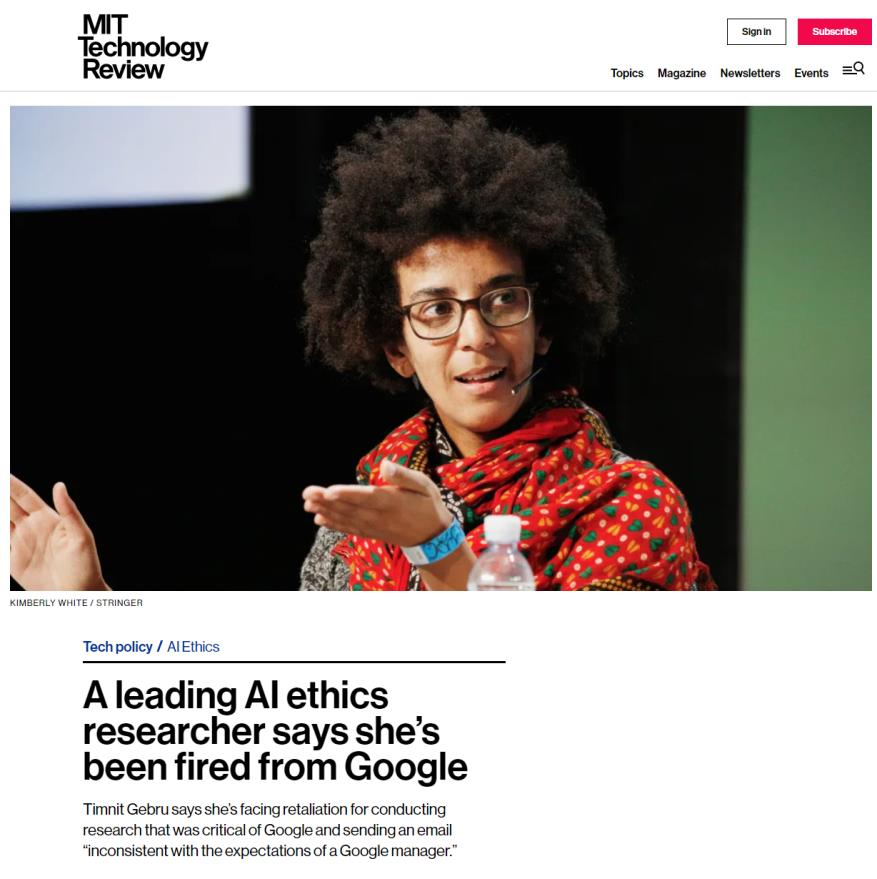 MIT
Technology
Review
Sign in
Subscribe
Topics
Magazine
Newsletters
Events
KIMBERLY WHITE / STRINGER
Tech policy / AI Ethics
A leading AI ethics
researcher says she’s
been fired from Google
Timnit Gebru says she’s facing retaliation for conducting
research that was critical of Google and sending an email
“inconsistent with the expectations of a Google manager.”